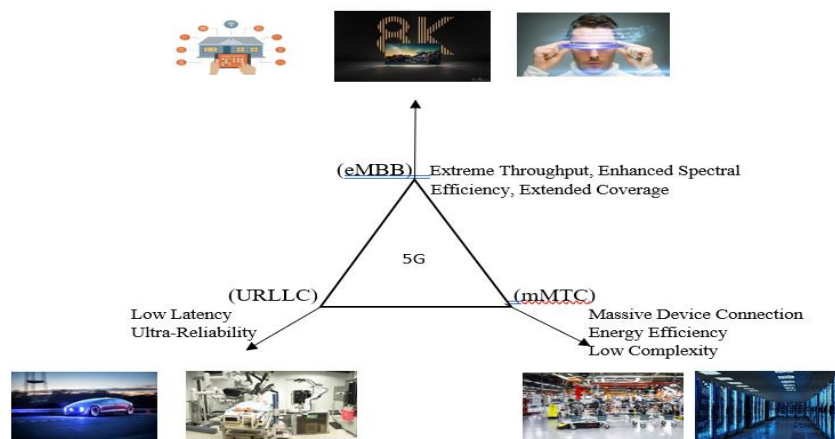 8K
(eMBB)
Extreme Throughput, Enhanced Spectral
Efficiency, Extended Coverage
5G
(URLLC)
Low Latency
Ultra-Reliability
(mMTC)
Massive Device Connection
Energy Efficiency
Low Complexity